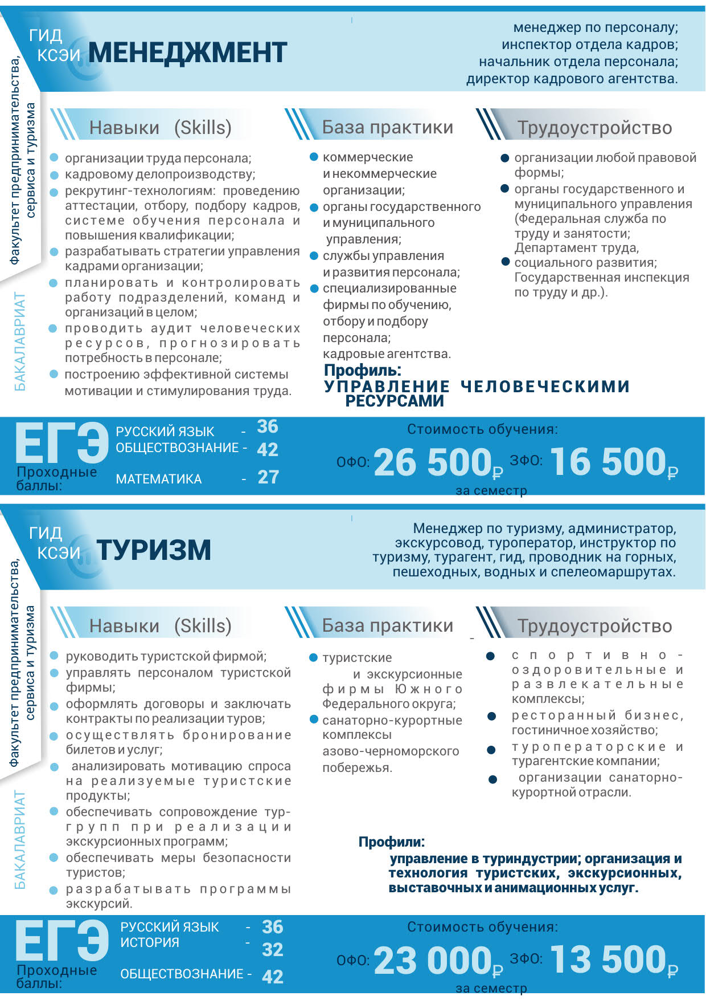 ГИД
КСЭИ
МЕНЕДЖМЕНТ
менеджер по персоналу;
инспектор отдела кадров;
начальник отдела персонала;
директор кадрового агентства.
Факультет предпринимательства,
сервиса и туризма
БАКАЛАВРИАТ
Навыки (Skills)
организации труда персонала;
кадровому делопроизводству;
рекрутинг-технологиям: проведению
аттестации, отбору, подбору кадров,
системе обучения персонала и
повышения квалификации;
разрабатывать стратегии управления
кадрами организации;
планировать и контролировать
работу подразделений, команд и
организаций в целом;
проводить аудит человеческих
ресурсов, прогнозировать
потребность в персонале;
построению эффективной системы
мотивации и стимулирования труда.
База практики
коммерческие
и некоммерческие
организации;
органы государственного
и муниципального
управления;
службы управления
и развития персонала;
специализированные
фирмы по обучению,
отбору и подбору
персонала;
кадровые агентства.
Трудоустройство
организации любой правовой
формы;
органы государственного и
муниципального управления
(Федеральная служба по
труду и занятости;
Департамент труда,
социального развития;
Государственная инспекция
по труду и др.).
Профиль:
УПРАВЛЕНИЕ ЧЕЛОВЕЧЕСКИМИ
РЕСУРСАМИ
ЕГЭ
Проходные
баллы:
РУССКИЙ ЯЗЫК - 36
ОБЩЕСТВОЗНАНИЕ - 42
МАТЕМАТИКА - 27
Стоимость обучения:
ОФО: 26 500₽ ЗФО: 16 500₽
за семестр
ГИД
КСЭИ
ТУРИЗМ
Менеджер по туризму, администратор,
экскурсовод, туроператор, инструктор по
туризму, турагент, гид, проводник на горных,
пешеходных, водных и спелеомаршрутах.
Факультет предпринимательства,
сервиса и туризма
БАКАЛАВРИАТ
Навыки (Skills)
руководить туристской фирмой;
управлять персоналом туристской
фирмы;
оформлять договоры и заключать
контракты по реализации туров;
осуществлять бронирование
билетов и услуг;
анализировать мотивацию спроса
на реализуемые туристские
продукты;
обеспечивать сопровождение тур-
групп при реализации
экскурсионных программ;
обеспечивать меры безопасности
туристов;
разрабатывать программы
экскурсий.
База практики
туристские
и экскурсионные
фирмы Южного
Федерального округа;
санаторно-курортные
комплексы
азово-черноморского
побережья.
-
Трудоустройство
спортивно-
оздоровительные и
развлекательные
комплексы;
ресторанный бизнес,
гостиничное хозяйство;
туроператорские и
турагентские компании;
организации санаторно-
курортной отрасли.
Профили:
управление в туриндустрии; организация и
технология туристских, экскурсионных,
выставочных и анимационных услуг.
ЕГЭ
Проходные
баллы:
РУССКИЙ ЯЗЫК - 36
ИСТОРИЯ - 32
ОБЩЕСТВОЗНАНИЕ - 42
Стоимость обучения:
ОФО: 23 000₽ ЗФО: 13 500₽
за семестр